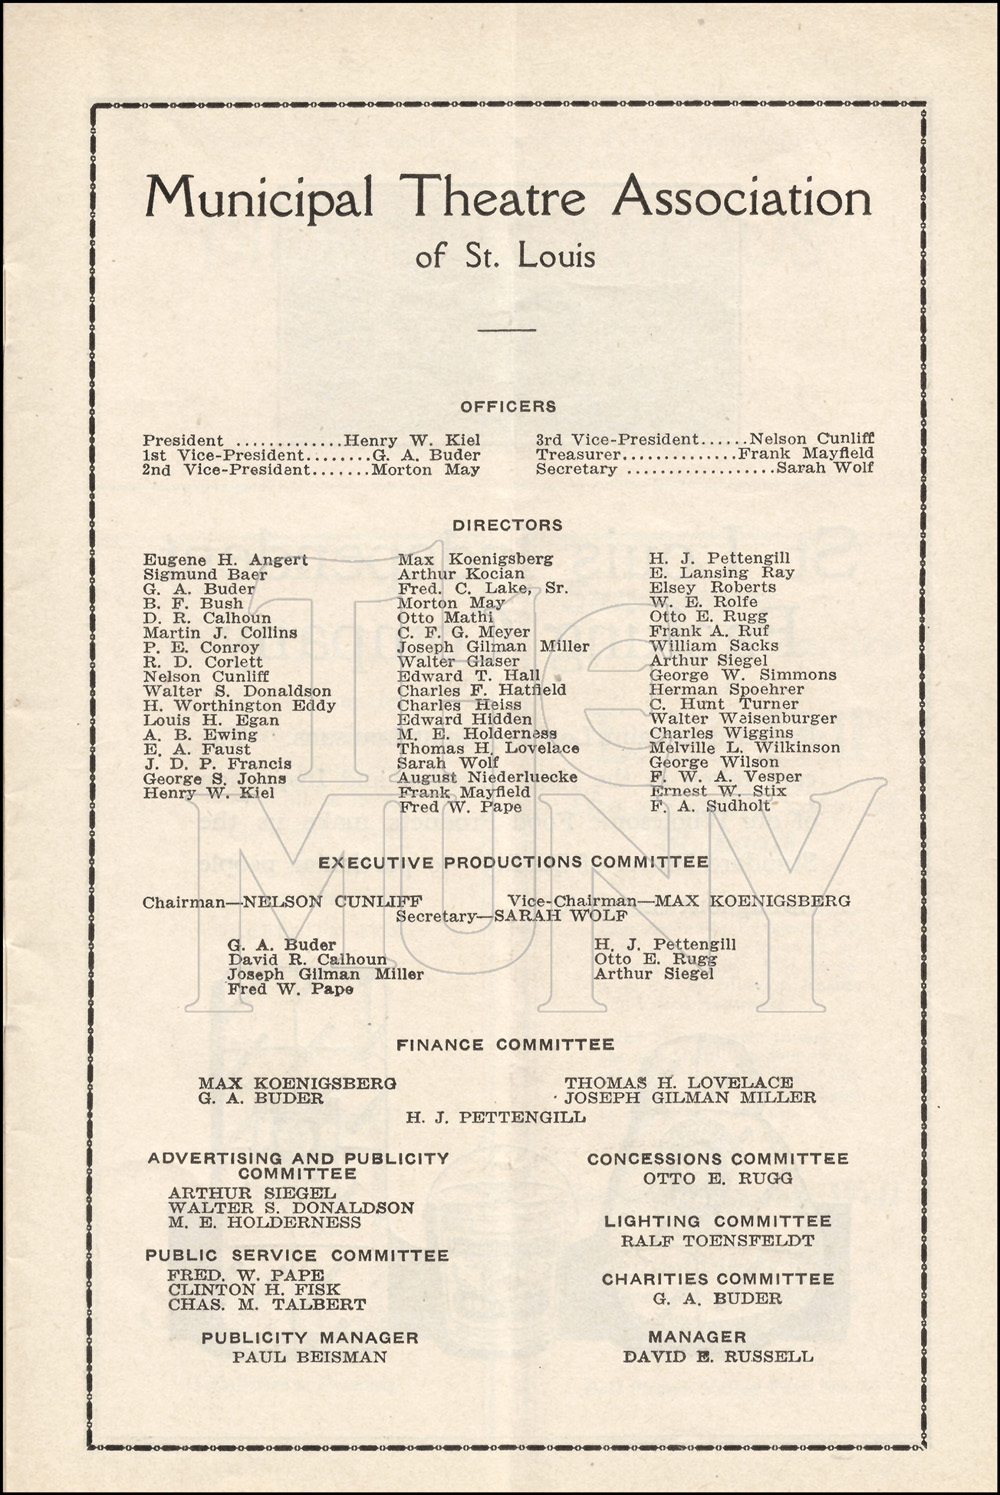 Municipal Theatre Association
of St. Louis
OFFICERS
President .............Henry W. Kiel
1st Vice-President........G. A. Buder
2nd Vice-President.......Morton May
3rd Vice-President......Nelson Cunliff
Treasurer..............Frank Mayfield
Secretary ..................Sarah Wolf
DIRECTORS
Eugene H. Angert
Sigmund Baer
G. A. Buder
B. F. Bush
D. R. Calhoun
Martin J. Collins
P. E. Conroy
R. D. Corlett
Nelson Cunliff
Walter S. Donaldson
H. Worthington Eddy
Louis H. Egan
A. B. Ewing
E. A. Faust
J. D. P. Francis
George S. Johns
Henry W. Kiel
Max Koenigsberg
Arthur Kocian
Fred. C. Lake, Sr.
Morton May
Otto Mathi
C. F. G. Meyer
Joseph Gilman Miller
Walter Glaser
Edward T. Hall
Charles F. Hatfield
Charles Heiss
Edward Hidden
M. E. Holderness
Thomas H. Lovelace
Sarah Wolf
August Niederluecke
Frank Mayfield
Fred W. Pape
H. J. Pettengill
E. Lansing Ray
Elsey Roberts
W. E. Rolfe
Otto E. Rugg
Frank A. Ruf
William Sacks
Arthur Siegel
George W. Simmons
Herman Spoehrer
C. Hunt Turner
Walter Weisenburger
Charles Wiggins
Melville L. Wilkinson
George Wilson
F. W. A. Vesper
Ernest W. Stix
F. A. Sudholt
The
MUNY
EXECUTIVE PRODUCTIONS COMMITTEE
Chairman—NELSON CUNLIFF Vice-Chairman—MAX KOENIGSBERG
Secretary—SARAH WOLF
G. A. Buder
David R. Calhoun
Joseph Gilman Miller
Fred W. Pape
H. J. Pettengill
Otto E. Rugg
Arthur Siegel
FINANCE COMMITTEE
MAX KOENIGSBERG
G. A. BUDER
THOMAS H. LOVELACE
JOSEPH GILMAN MILLER
H. J. PETTENGILL
ADVERTISING AND PUBLICITY
COMMITTEE
ARTHUR SIEGEL
WALTER S. DONALDSON
M. E. HOLDERNESS
PUBLIC SERVICE COMMITTEE
FRED. W. PAPE
CLINTON H. FISK
CHAS. M. TALBERT
PUBLICITY MANAGER
PAUL BEISMAN
CONCESSIONS COMMITTEE
OTTO E. RUGG
LIGHTING COMMITTEE
RALF TOENSFELDT
CHARITIES COMMITTEE
G. A. BUDER
MANAGER
DAVID E. RUSSELL